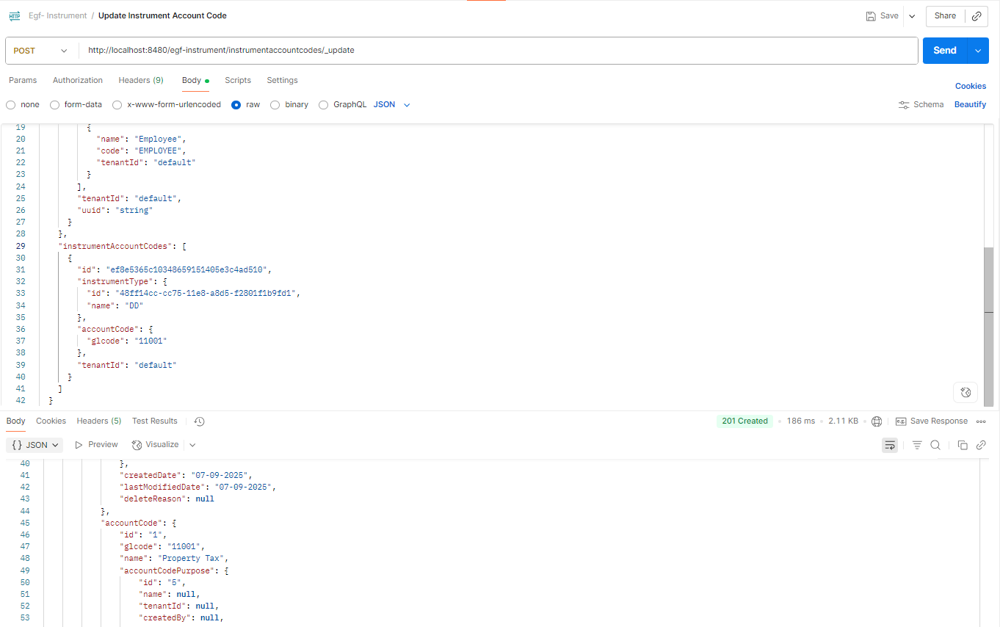 HTTP Egf- Instrument / Update Instrument Account Code Save Share
POST http://localhost:8480/egf-instrument/instrumentaccountcodes/_update Send
Params Authorization Headers (9) Body Scripts Settings Cookies
none form-data x-www-form-urlencoded raw binary GraphQL JSON Schema Beautify
19 {
20 "name": "Employee",
21 "code": "EMPLOYEE",
22 "tenantId": "default"
23 }
24 ],
25 "tenantId": "default",
26 "uuid": "string"
27 }
28 },
29 "instrumentAccountCodes": [
30 {
31 "id": "ef8e5365c10348659151405e3c4ad510",
32 "instrumentType": {
33 "id": "48ff14cc-cc75-11e8-a8d5-f2801f1b9fd1",
34 "name": "DD"
35 },
36 "accountCode": {
37 "glcode": "11001"
38 },
39 "tenantId": "default"
40 }
41 ]
42 }
Body Cookies Headers (5) Test Results 201 Created 186 ms 2.11 KB e.g. Save Response
{} JSON Preview Visualize
40 },
41 "createdDate": "07-09-2025",
42 "lastModifiedDate": "07-09-2025",
43 "deleteReason": null
44 },
45 "accountCode": {
46 "id": "1",
47 "glcode": "11001",
48 "name": "Property Tax",
49 "accountCodePurpose": {
50 "id": "5",
51 "name": null,
52 "tenantId": null,
53 "createdBy": null,